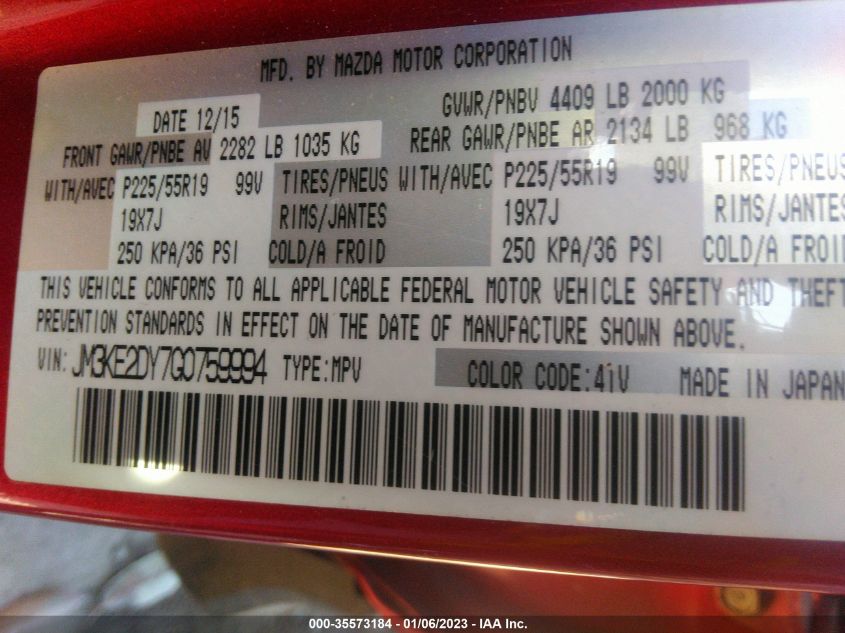 MFD. BY MAZDA MOTOR CORPORATION
DATE 12/15 GVWR/PNBV 4409 LB 2000 KG
FRONT GAWR/PNBE AV 2282 LB 1035 KG REAR GAWR/PNBE AR 2134 LB 968 KG
WITH/AVEC P225/55R19 99V TIRES/PNEUS WITH/AVEC P225/55R19 99V TIRES/PNEUS
19X7J RIMS/JANTES 19X7J RIMS/JANTES
250 KPA/36 PSI COLD/A FROID 250 KPA/36 PSI COLD/A FROI
THIS VEHICLE CONFORMS TO ALL APPLICABLE FEDERAL MOTOR VEHICLE SAFETY AND THEFT
PREVENTION STANDARDS IN EFFECT ON THE DATE OF MANUFACTURE SHOWN ABOVE.
VIN: JM3KE2DY7G0759994 TYPE:MPV COLOR CODE:41V MADE IN JAPAN
000-35573184 - 01/06/2023 - IAA Inc.